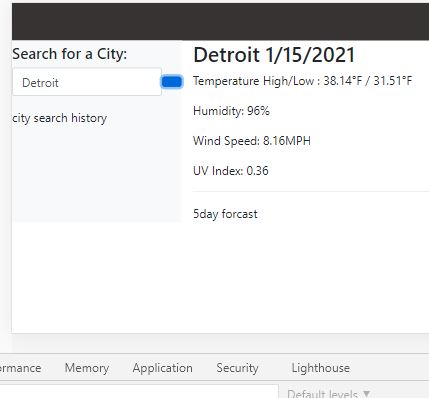 Search for a City:
Detroit
city search history
Detroit 1/15/2021
Temperature High/Low : 38.14°F / 31.51°F
Humidity: 96%
Wind Speed: 8.16MPH
UV Index: 0.36
5day forcast
ormance Memory Application Security Lighthouse
Default levels ▼